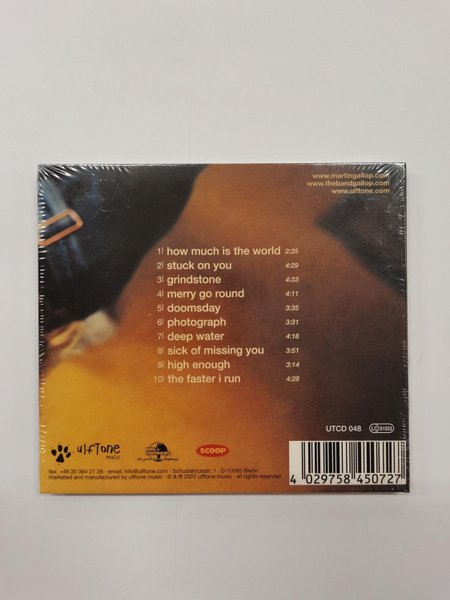 www.martingallop.com
www.thebandgallop.com
www.ulftone.com
1| how much is the world 2:35
2| stuck on you 4:29
3| grindstone 4:33
4| merry go round 4:11
5| doomsday 3:35
6| photograph 3:31
7| deep water 4:18
8| sick of missing you 3:51
9| high enough 3:14
10| the faster i run 4:28
UTCD 048
ulfTone
music
SCOOP
fax: +49 30 394 21 28 · email: info@ulftone.com · Schustehrusstr. 1 · D-10585 Berlin
marketed and manufactured by ulftone music · © & ℗ 2001 ulftone music · all rights reserved
4 029758 450727